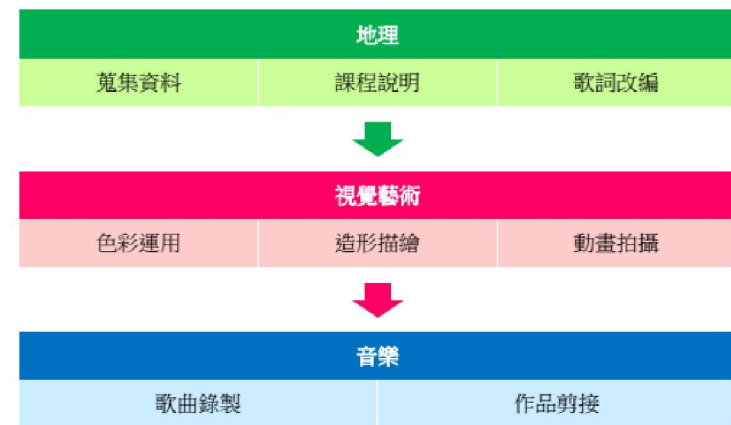 地理
蒐集資料 課程說明 歌詞改編
視覺藝術
色彩運用 造形描繪 動畫拍攝
音樂
歌曲錄製 作品剪接